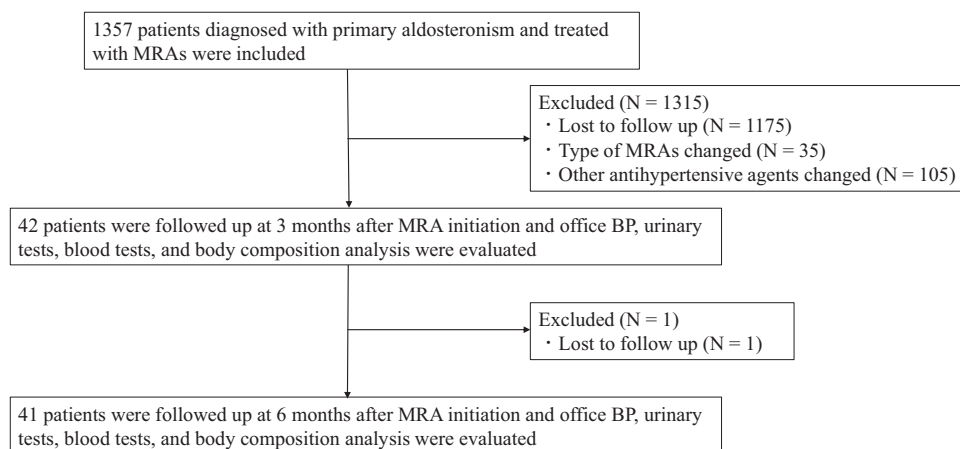 1357 patients diagnosed with primary aldosteronism and treated
with MRAs were included
Excluded (N = 1315)
・Lost to follow up (N = 1175)
・Type of MRAs changed (N = 35)
・Other antihypertensive agents changed (N = 105)
42 patients were followed up at 3 months after MRA initiation and office BP, urinary
tests, blood tests, and body composition analysis were evaluated
Excluded (N = 1)
・Lost to follow up (N = 1)
41 patients were followed up at 6 months after MRA initiation and office BP, urinary
tests, blood tests, and body composition analysis were evaluated